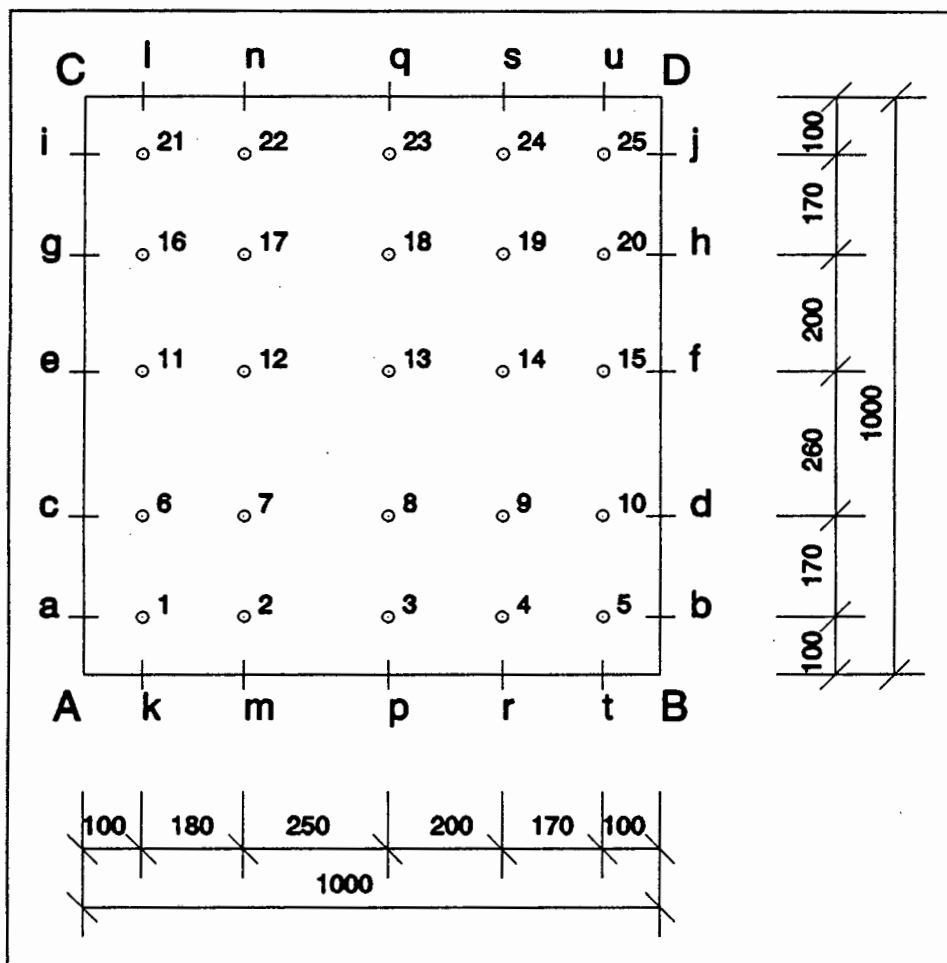 C l n q s u D
i 21 22 23 24 25 j
g 16 17 18 19 20 h
e 11 12 13 14 15 f
c 6 7 8 9 10 d
a 1 2 3 4 5 b
A k m p r t B
100
170
200
260
170
100
1000
100 180 250 200 170 100
1000